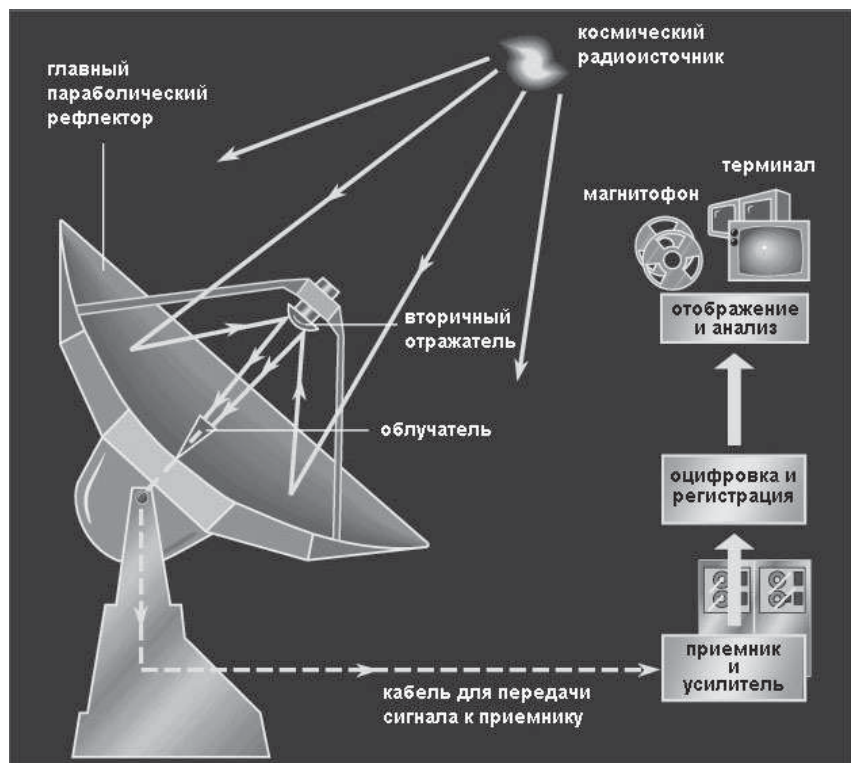 космический
радиоисточник
главный
параболический
рефлектор
терминал
магнитофон
вторичный
отражатель
отображение
и анализ
облучатель
оцифровка и
регистрация
приемник
и
усилитель
кабель для передачи
сигнала к приемнику